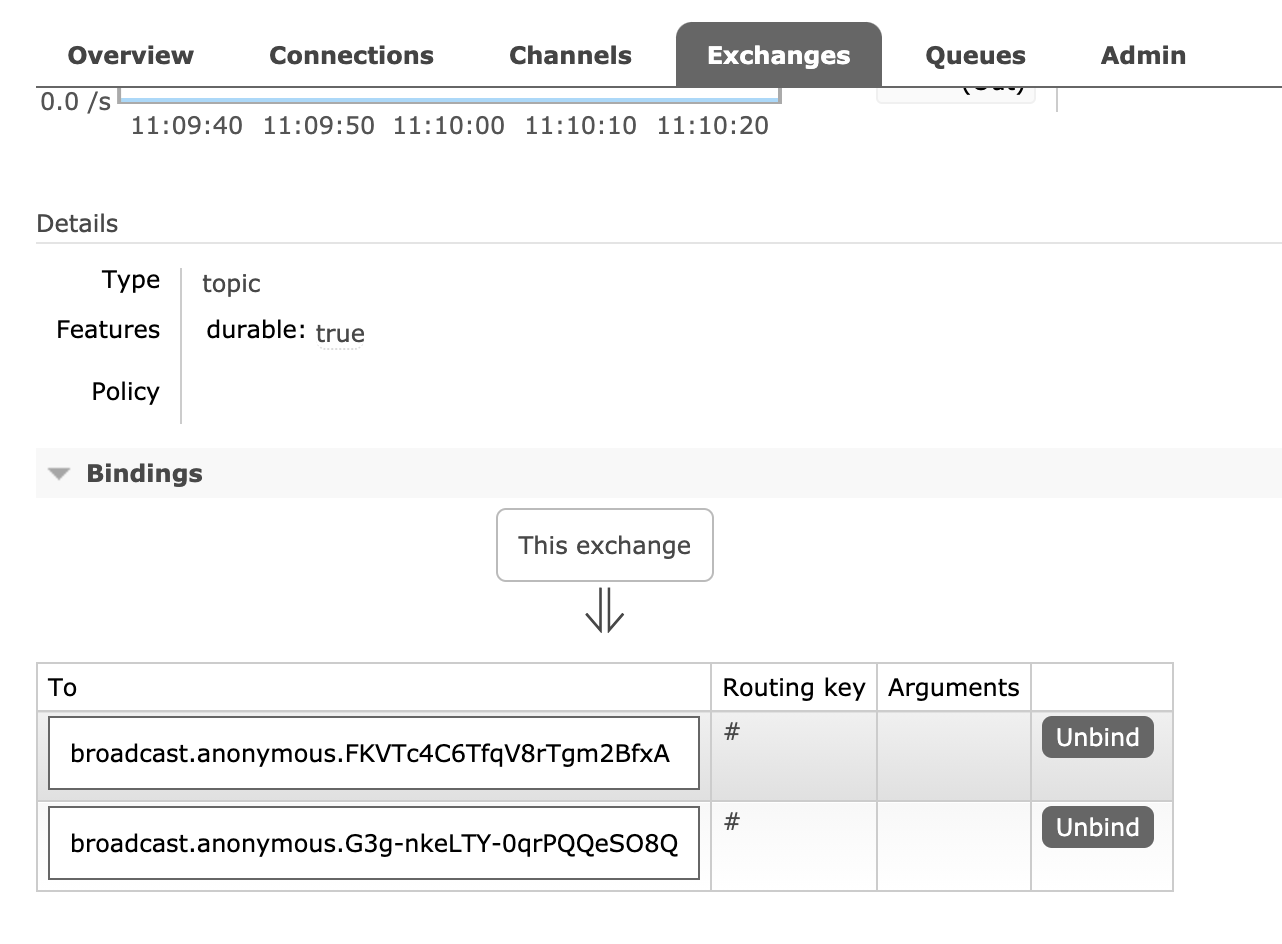 Overview Connections Channels Exchanges Queues Admin
0.0 /s
11:09:40 11:09:50 11:10:00 11:10:10 11:10:20
Details
Type topic
Features durable: true
Policy
Bindings
This exchange
To Routing key Arguments
broadcast.anonymous.FKVTc4C6TfqV8rTgm2BfxA # Unbind
broadcast.anonymous.G3g-nkeLTY-0qrPQQeSO8Q # Unbind